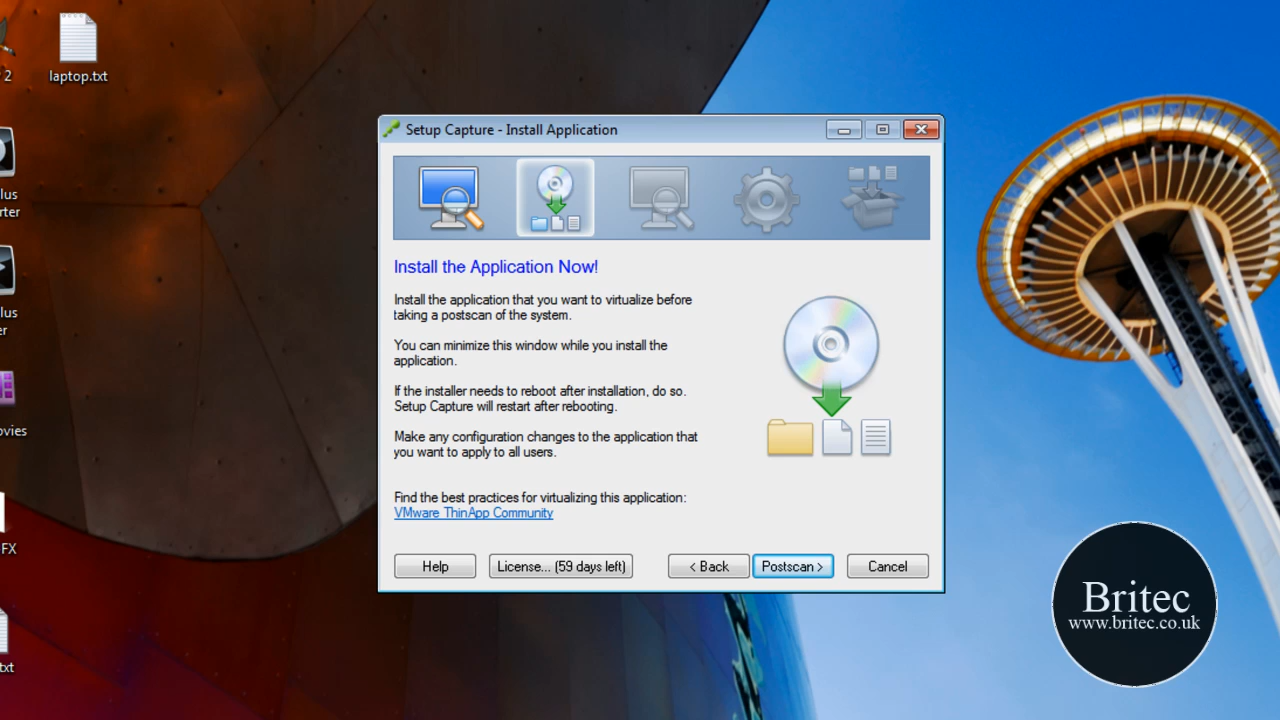 2
laptop.txt
Setup Capture - Install Application
lus
rter
Install the Application Now!
Install the application that you want to virtualize before
taking a postscan of the system.
lus
er
You can minimize this window while you install the
application.
If the installer needs to reboot after installation, do so.
Setup Capture will restart after rebooting.
ovies
Make any configuration changes to the application that
you want to apply to all users.
Find the best practices for virtualizing this application:
VMware ThinApp Community
FX
Help
License... (59 days left)
< Back
Postscan >
Cancel
Britec
www.britec.co.uk
txt